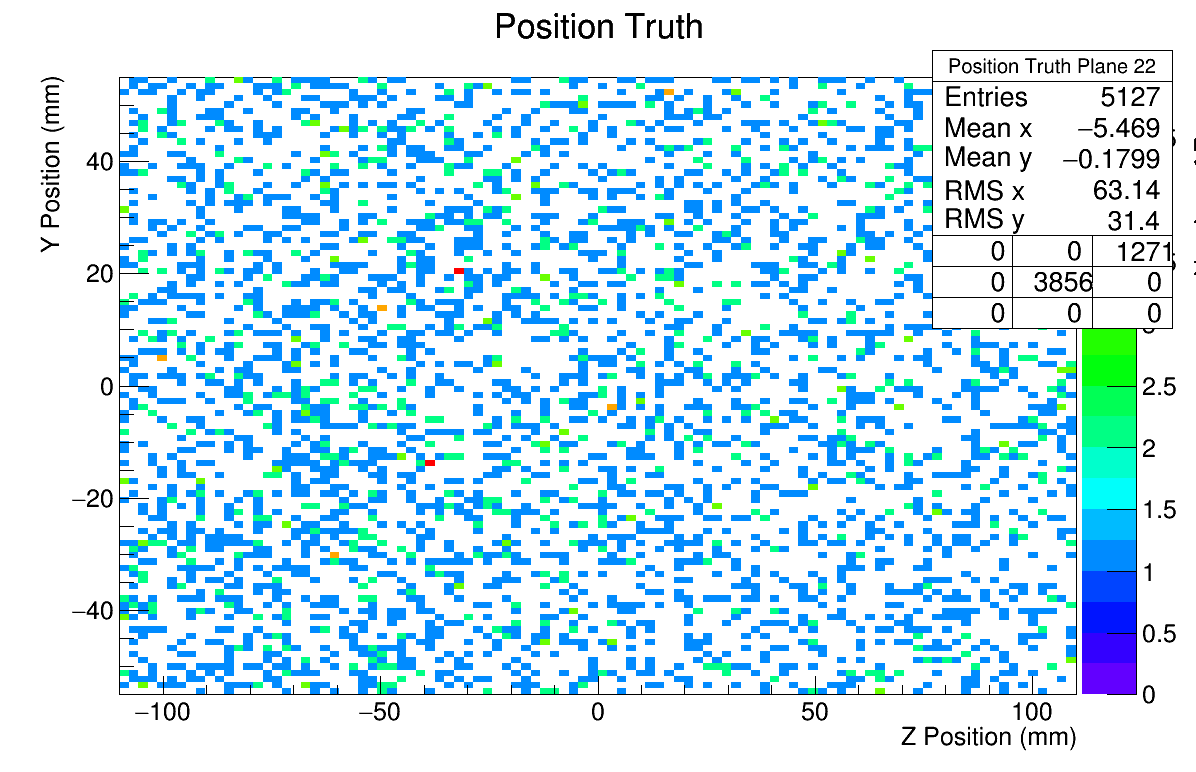 Position Truth
Y Position (mm)
40
20
0
−20
−40
−100
−50
0
50
100
Z Position (mm)
Position Truth Plane 22
Entries 5127
Mean x −5.469
Mean y −0.1799
RMS x 63.14
RMS y 31.4
0 0 1271
0 3856 0
0 0 0
2.5
2
1.5
1
0.5
0